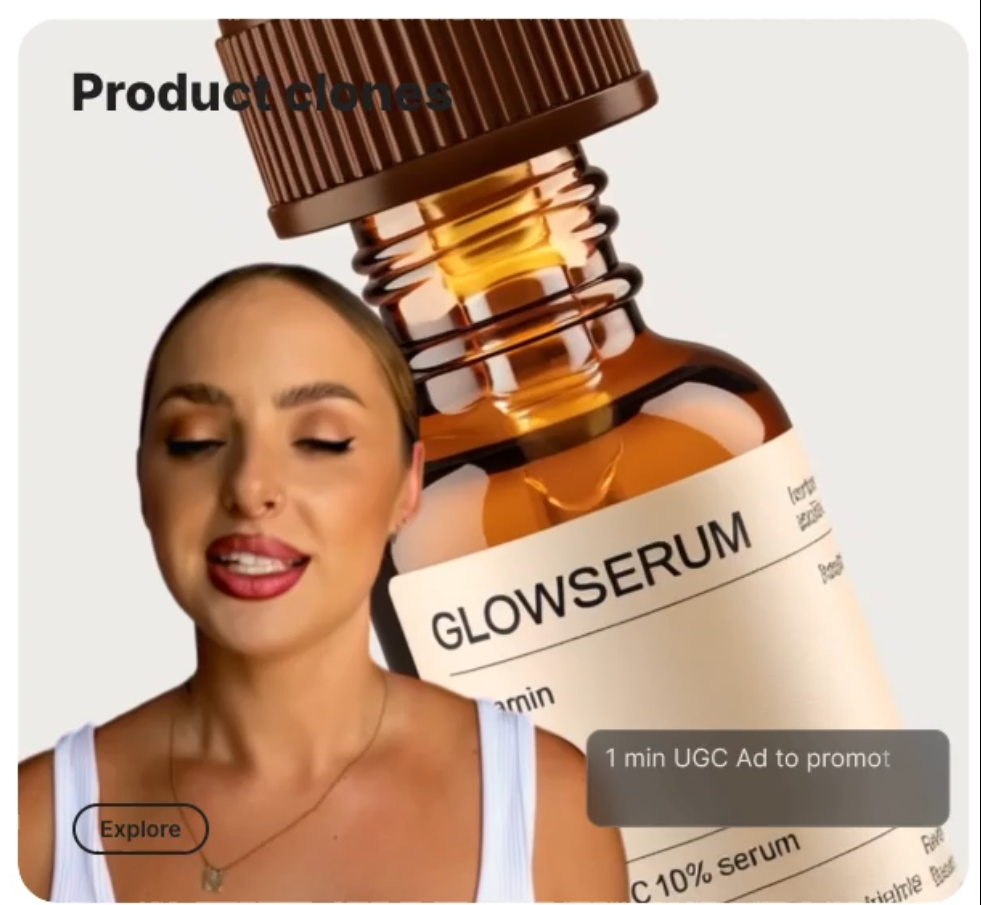 Product clones
GLOWSERUM
amin
1 min UGC Ad to promot
Explore
C 10% serum